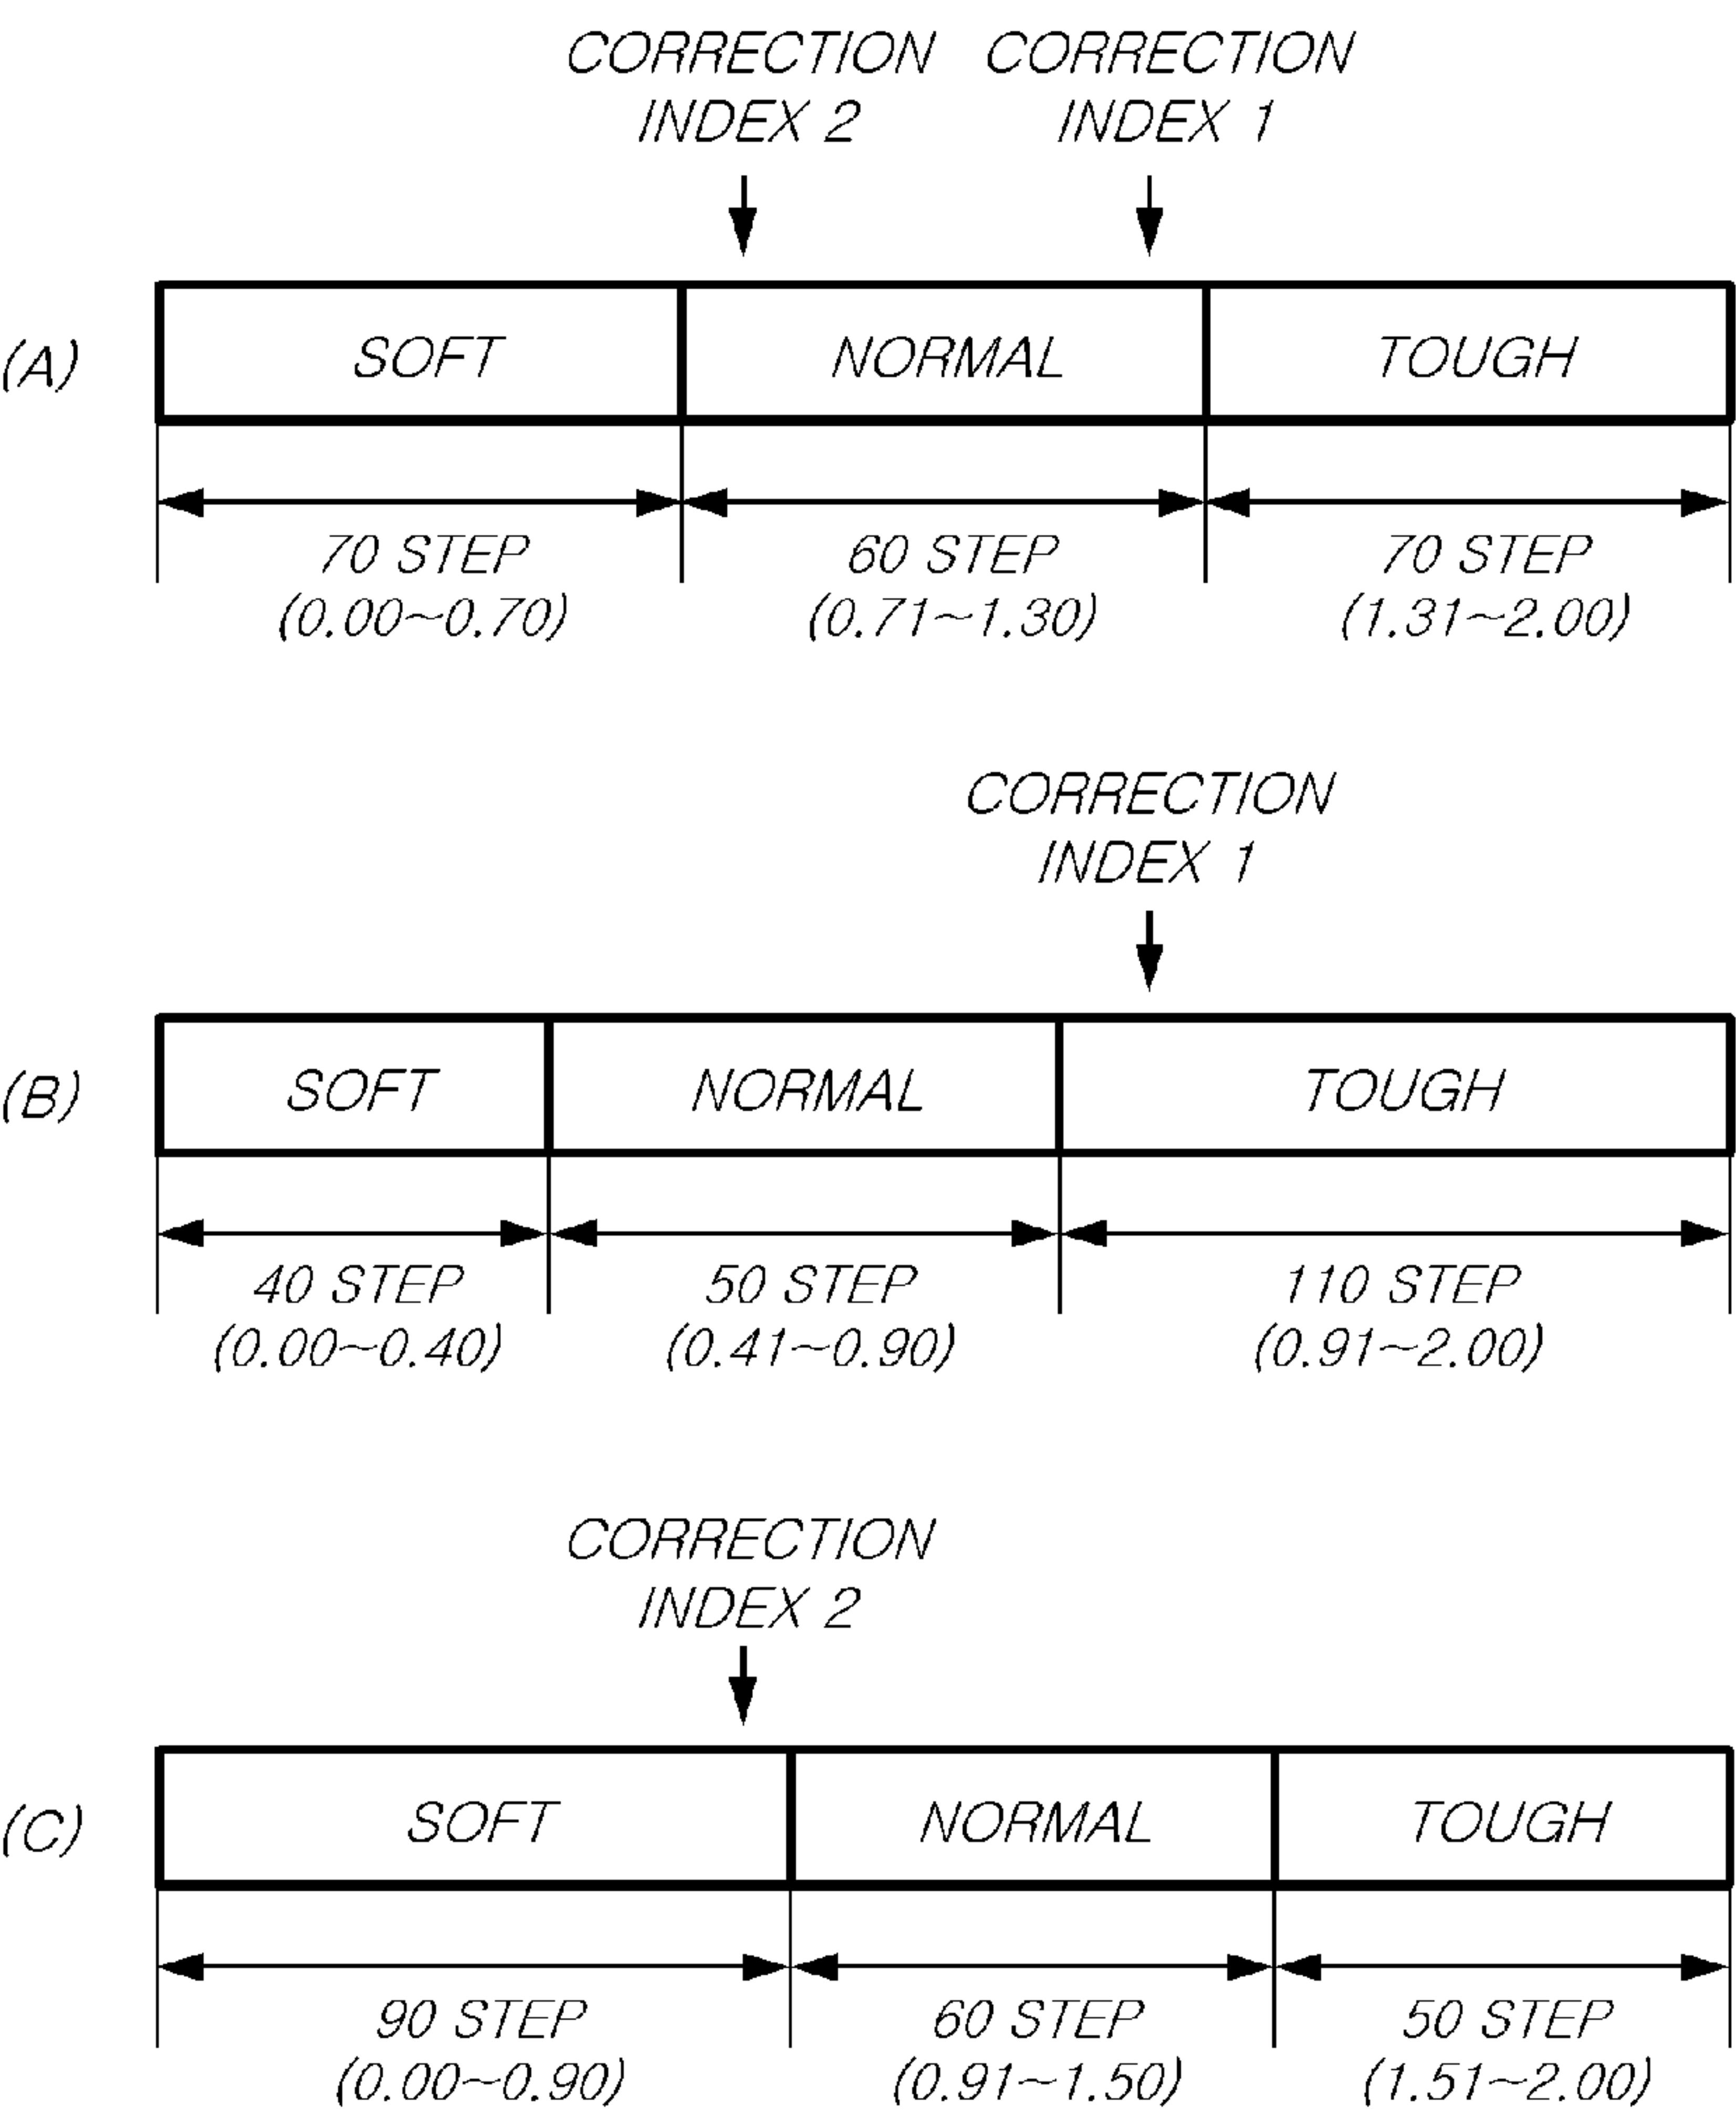 CORRECTION CORRECTION
INDEX 2 INDEX 1
(A) SOFT NORMAL TOUGH
70 STEP 60 STEP 70 STEP
(0.00~0.70) (0.71~1.30) (1.31~2.00)
CORRECTION
INDEX 1
(B) SOFT NORMAL TOUGH
40 STEP 50 STEP 110 STEP
(0.00~0.40) (0.41~0.90) (0.91~2.00)
CORRECTION
INDEX 2
(C) SOFT NORMAL TOUGH
90 STEP 60 STEP 50 STEP
(0.00~0.90) (0.91~1.50) (1.51~2.00)